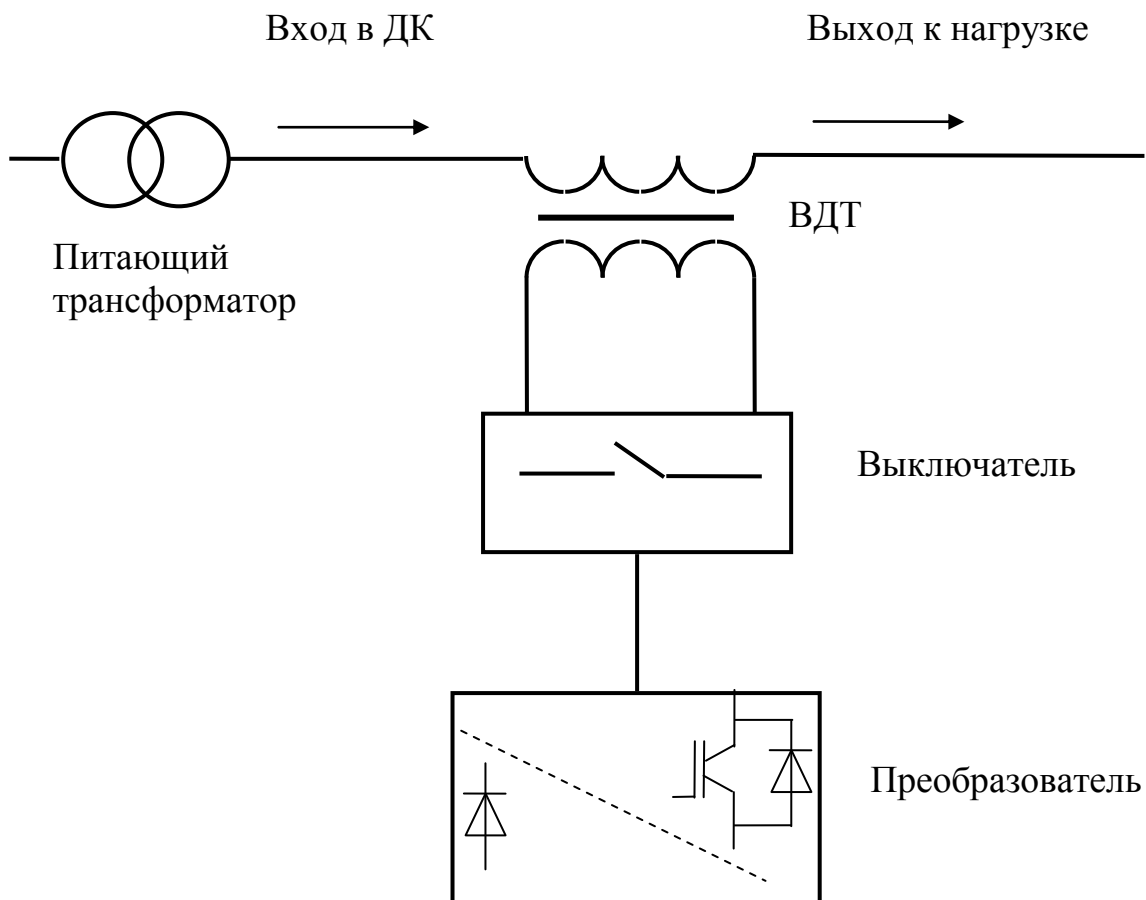 Вход в ДК
Выход к нагрузке
ВДТ
Питающий
трансформатор
Выключатель
Преобразователь